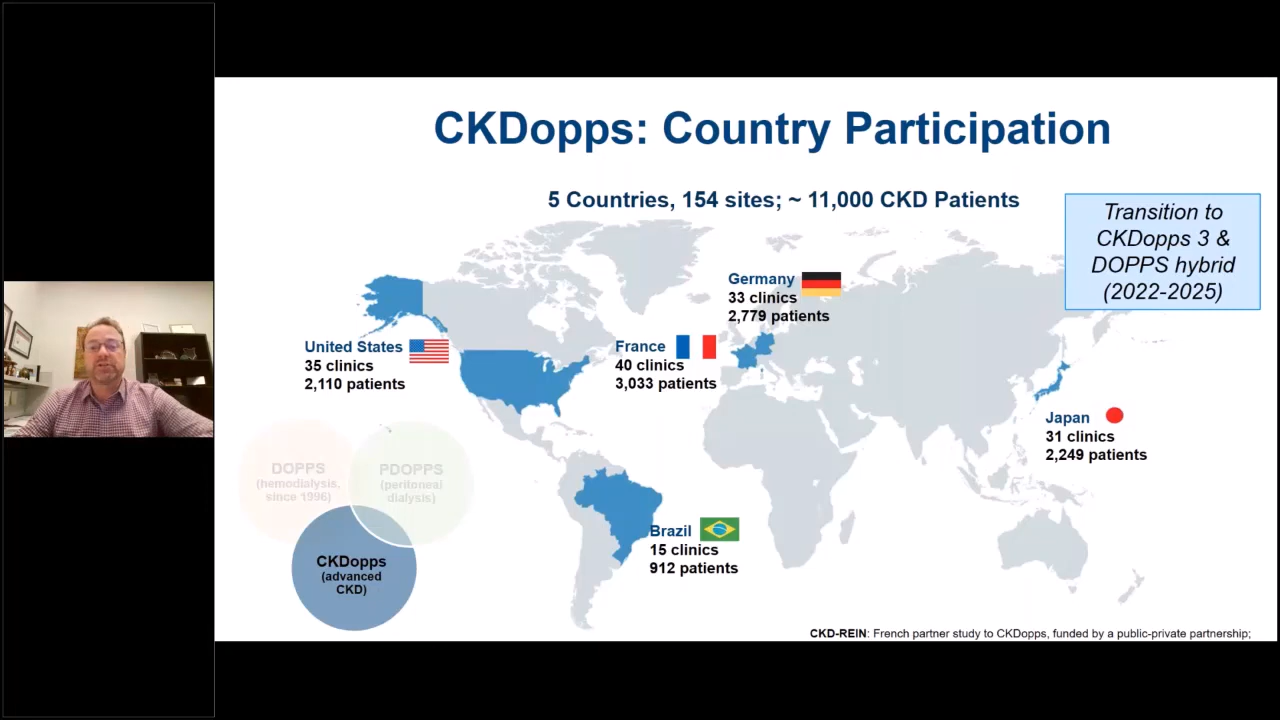 CKDopps: Country Participation
5 Countries, 154 sites; ~ 11,000 CKD Patients
Transition to
CKDopps 3 &
DOPPS hybrid
(2022-2025)
Germany
33 clinics
2,779 patients
United States
35 clinics
2,110 patients
France
40 clinics
3,033 patients
Japan
31 clinics
2,249 patients
Brazil
15 clinics
912 patients
DOPPS
(hemodialysis,
since 1996)
PDOPPS
(peritoneal
dialysis)
CKDopps
(advanced
CKD)
CKD-REIN: French partner study to CKDopps, funded by a public-private partnership;